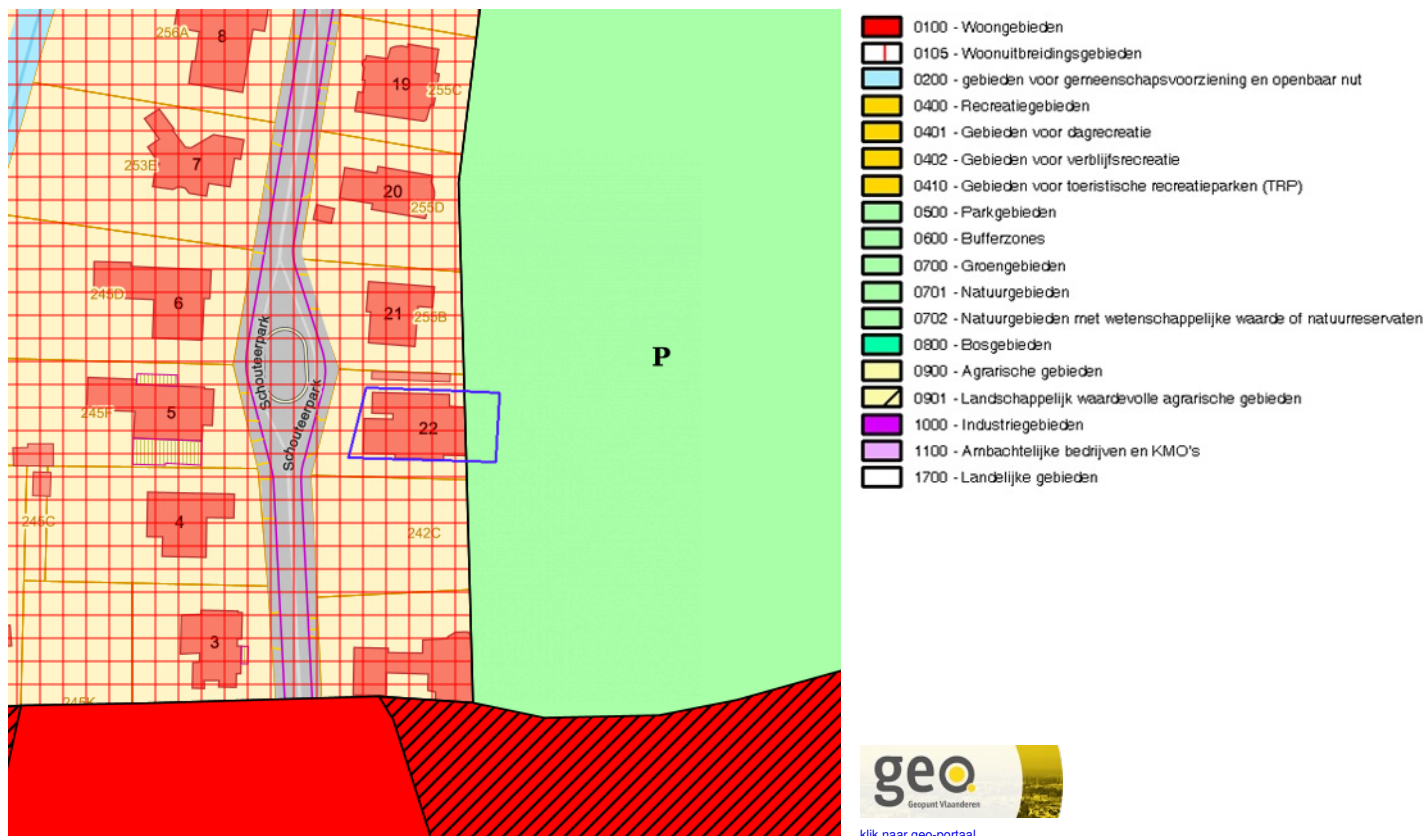 256A
8
19
255C
253E
7
20
255D
245D
6
21
255B
Schouteerpark
Schouteerpark
P
245F
5
22
245C
4
242C
3
245K
0100 - Woongebieden
0105 - Woonuitbreidingsgebieden
0200 - gebieden voor gemeenschapsvoorziening en openbaar nut
0400 - Recreatiegebieden
0401 - Gebieden voor dagrecreatie
0402 - Gebieden voor verblijfsrecreatie
0410 - Gebieden voor toeristische recreatieparken (TRP)
0500 - Parkgebieden
0600 - Bufferzones
0700 - Groengebieden
0701 - Natuurgebieden
0702 - Natuurgebieden met wetenschappelijke waarde of natuurreservaten
0800 - Bosgebieden
0900 - Agrarische gebieden
0901 - Landschappelijk waardevolle agrarische gebieden
1000 - Industriegebieden
1100 - Ambachtelijke bedrijven en KMO's
1700 - Landelijke gebieden
geo.
Geopunt Vlaanderen
klik naar geo-portaal